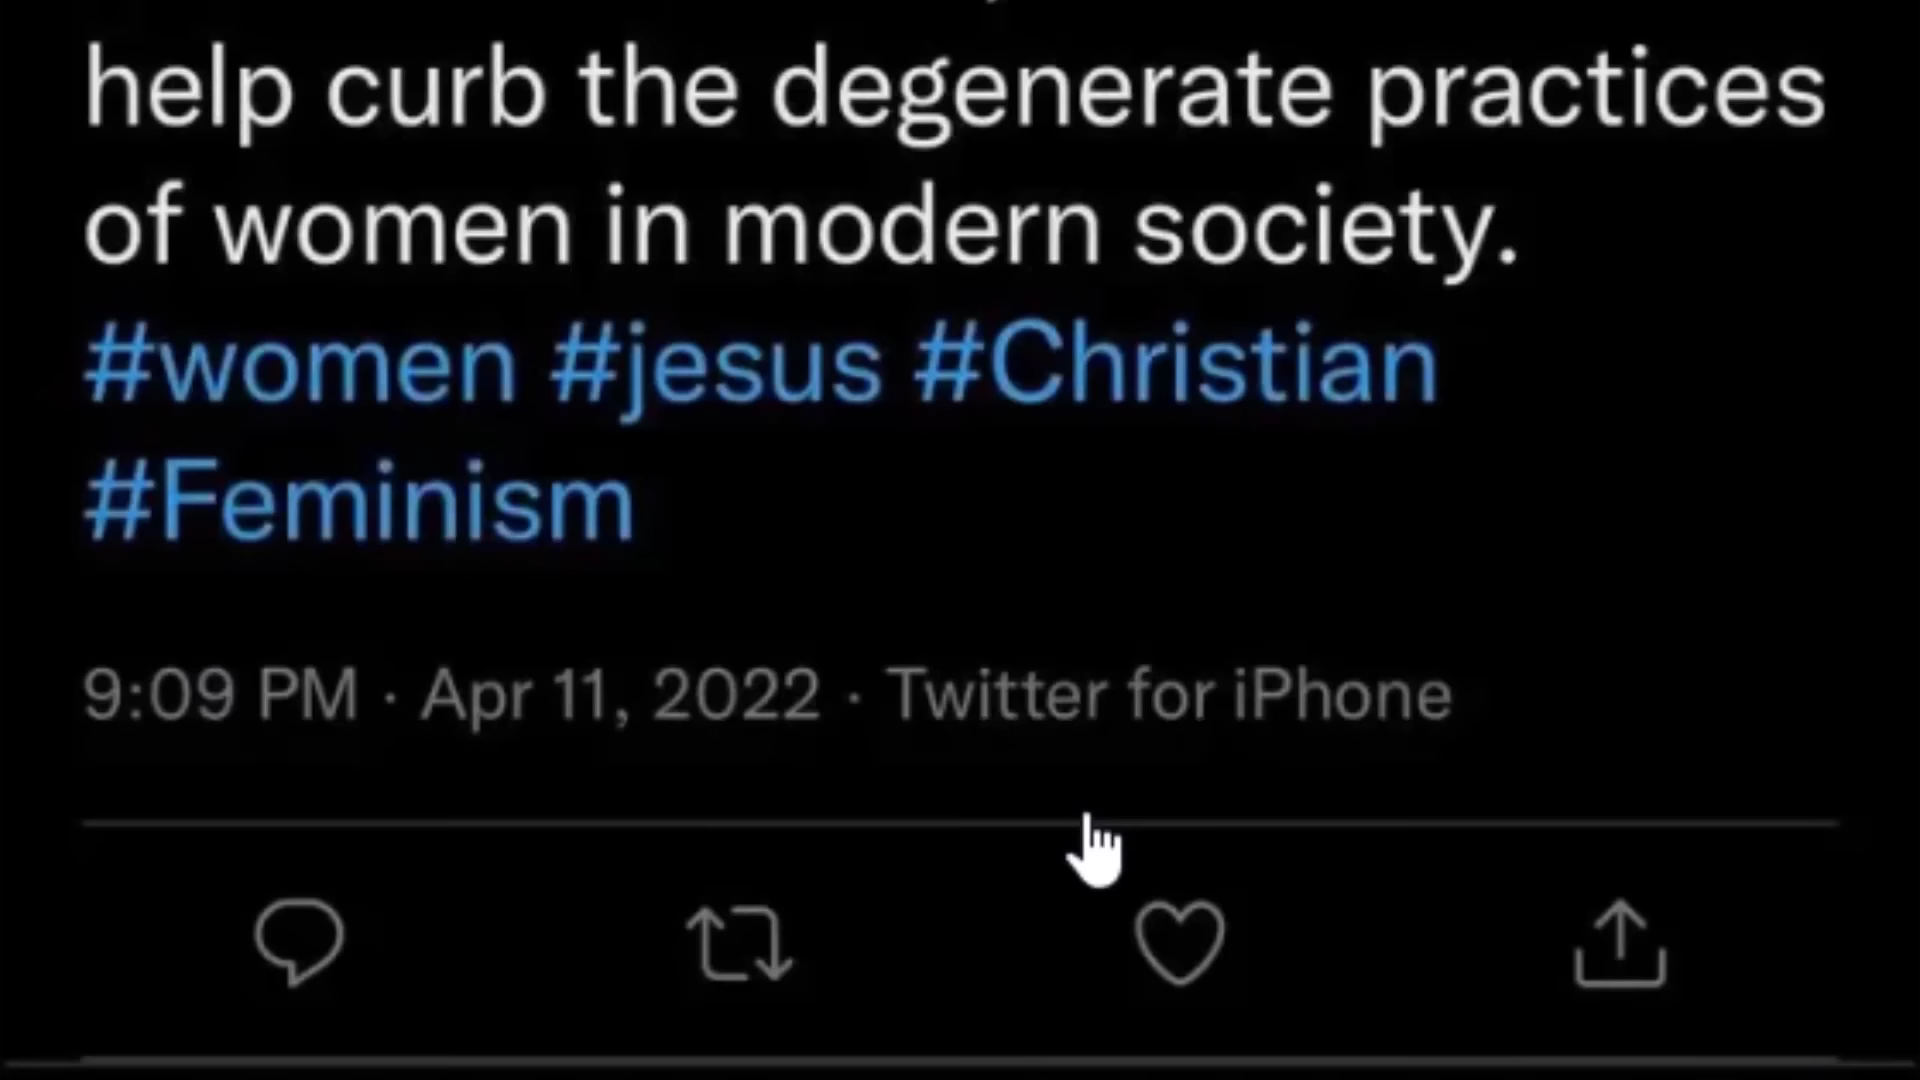 help curb the degenerate practices
of women in modern society.
#women #jesus #Christian
#Feminism
9:09 PM · Apr 11, 2022 · Twitter for iPhone